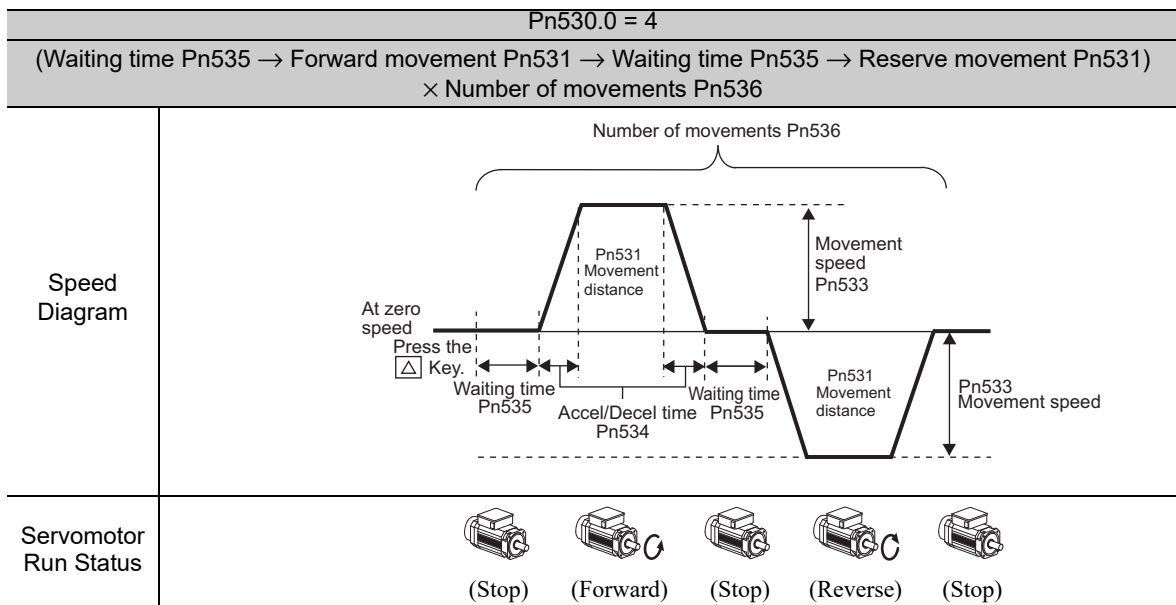 Pn530.0 = 4
(Waiting time Pn535 → Forward movement Pn531 → Waiting time Pn535 → Reserve movement Pn531)
× Number of movements Pn536
Speed
Diagram
Number of movements Pn536
Pn531
Movement
distance
Movement
speed
Pn533
At zero
speed
Press the
△ Key.
Waiting time
Pn535
Accel/Decel time
Pn534
Waiting time
Pn535
Pn531
Movement
distance
Pn533
Movement speed
Servomotor
Run Status
(Stop) (Forward) (Stop) (Reverse) (Stop)